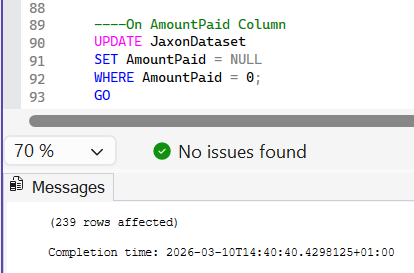 88
89 ----On AmountPaid Column
90 UPDATE JaxonDataset
91 SET AmountPaid = NULL
92 WHERE AmountPaid = 0;
93 GO
70 %
No issues found
Messages
(239 rows affected)
Completion time: 2026-03-10T14:40:40.4298125+01:00